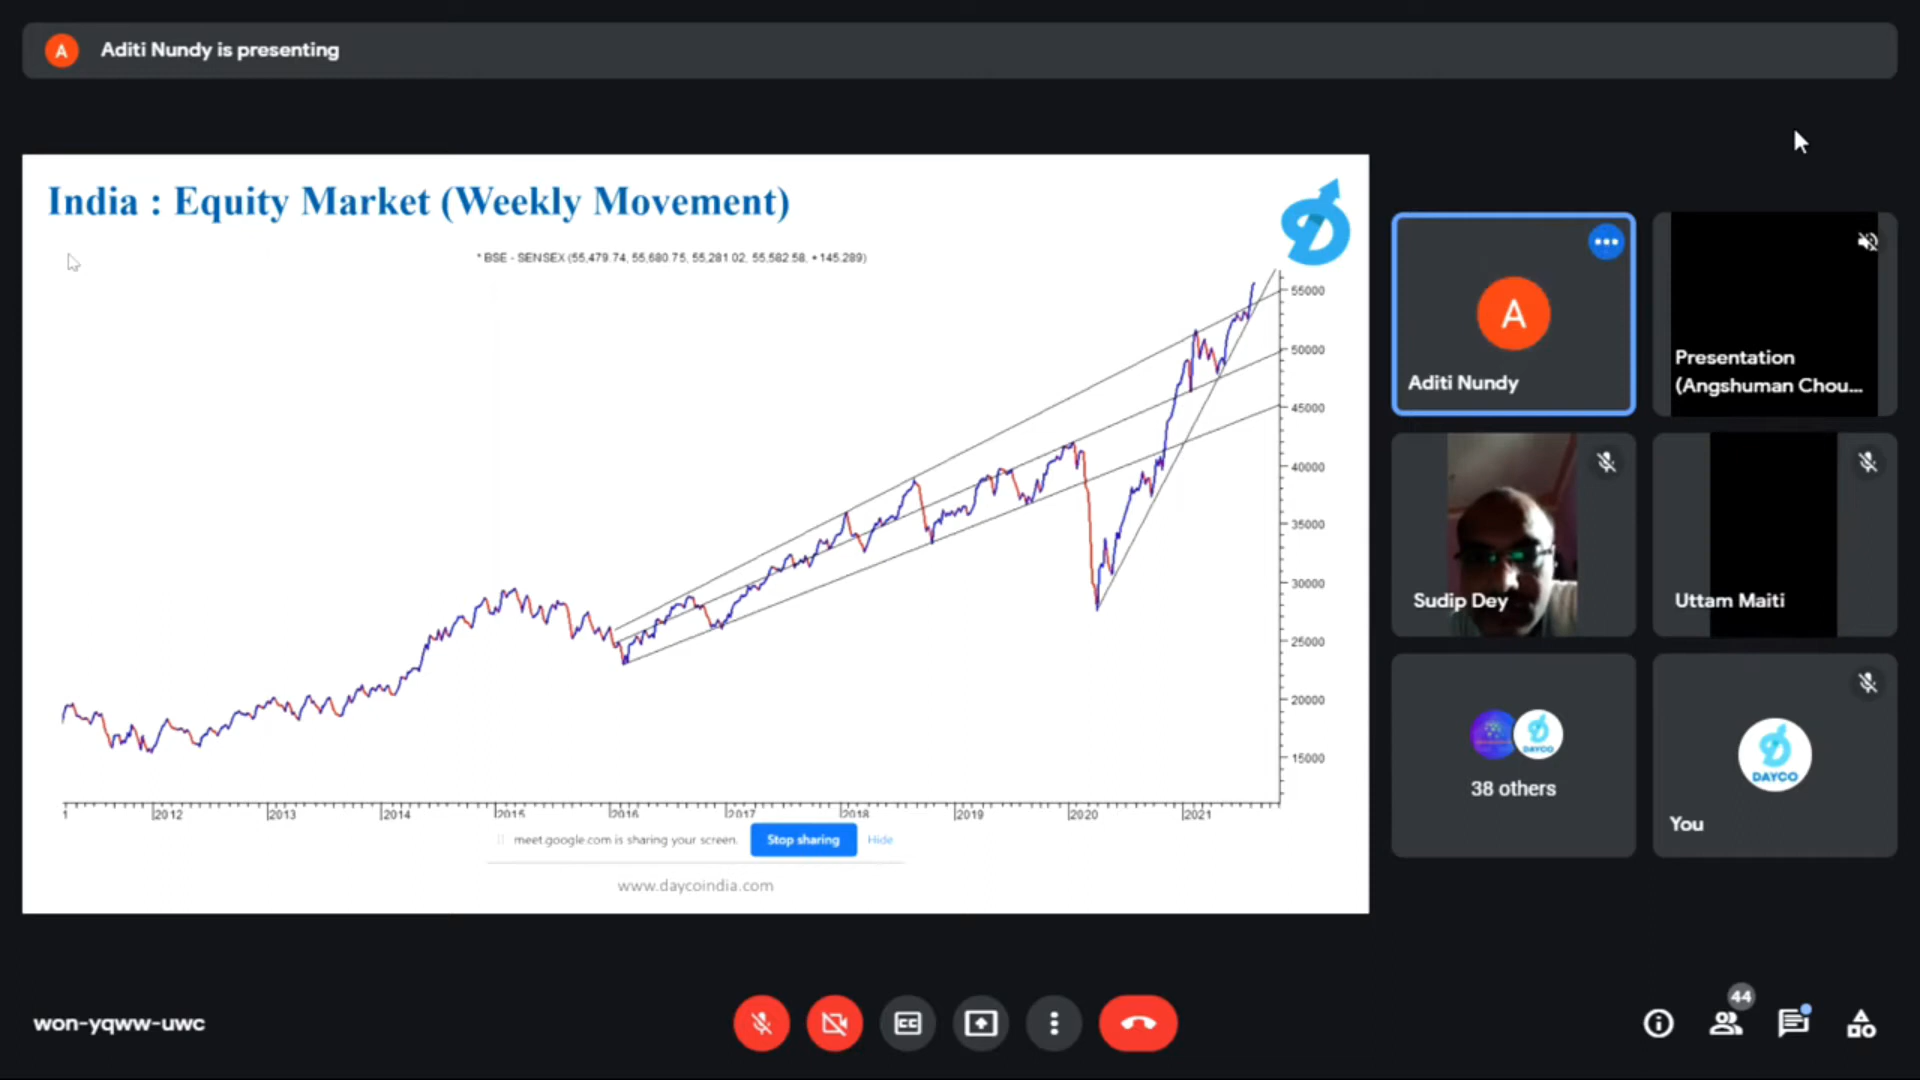 A Aditi Nundy is presenting
India : Equity Market (Weekly Movement)
* BSE - SENSEX (55,479.74, 55,680.75, 55,281.02, 55,582.58, +145.289)
55000
50000
45000
40000
35000
30000
25000
20000
15000
1 2012 2013 2014 2015 2016 2017 2018 2019 2020 2021
meet.google.com is sharing your screen. Stop sharing Hide
www.daycoindia.com
A
Aditi Nundy
Presentation
(Angshuman Chou...
Sudip Dey
Uttam Maiti
DAYCO
38 others
DAYCO
You
won-yqww-uwc
CC
44